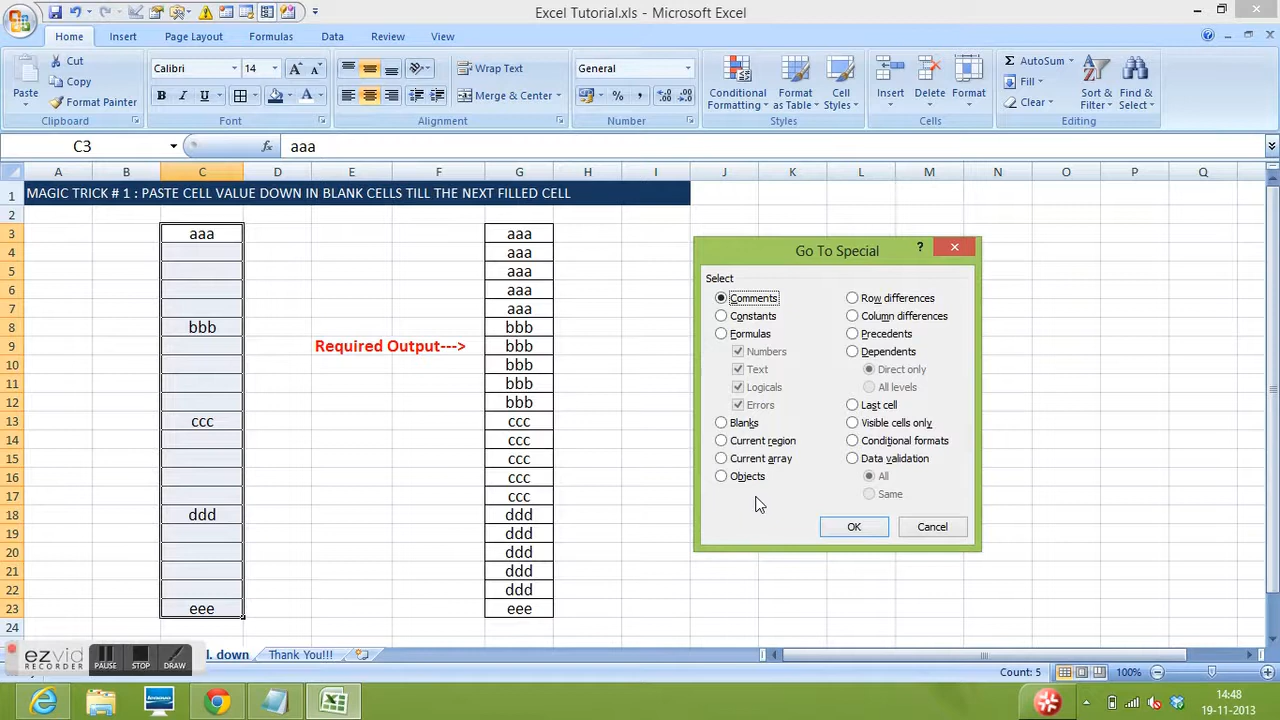 Excel Tutorial.xls - Microsoft Excel
Home Insert Page Layout Formulas Data Review View
Paste Cut Copy Format Painter
Calibri 14
Wrap Text
Merge & Center
General
Conditional Formatting Format as Table Cell Styles
Insert Delete Format
AutoSum Fill Clear
Sort & Filter Find & Select
Clipboard Font Alignment Number Styles Cells Editing
C3 fx aaa
A B C D E F G H I J K L M N O P Q
1 MAGIC TRICK # 1 : PASTE CELL VALUE DOWN IN BLANK CELLS TILL THE NEXT FILLED CELL
2
3 aaa aaa
4 aaa
5 aaa
6 aaa
7 aaa
8 bbb bbb
9 Required Output---> bbb
10 bbb
11 bbb
12 bbb
13 ccc ccc
14 ccc
15 ccc
16 ccc
17 ccc
18 ddd ddd
19 ddd
20 ddd
21 ddd
22 ddd
23 eee eee
24
Go To Special ?
Select
Comments Row differences
Constants Column differences
Formulas Precedents
Numbers Dependents
Text Direct only
Logicals All levels
Errors Last cell
Blanks Visible cells only
Current region Conditional formats
Current array Data validation
Objects All
Same
OK Cancel
ezvid RECORDER PAUSE STOP DRAW
l. down Thank You!!!
Count: 5 100%
lenovo
14:48
19-11-2013